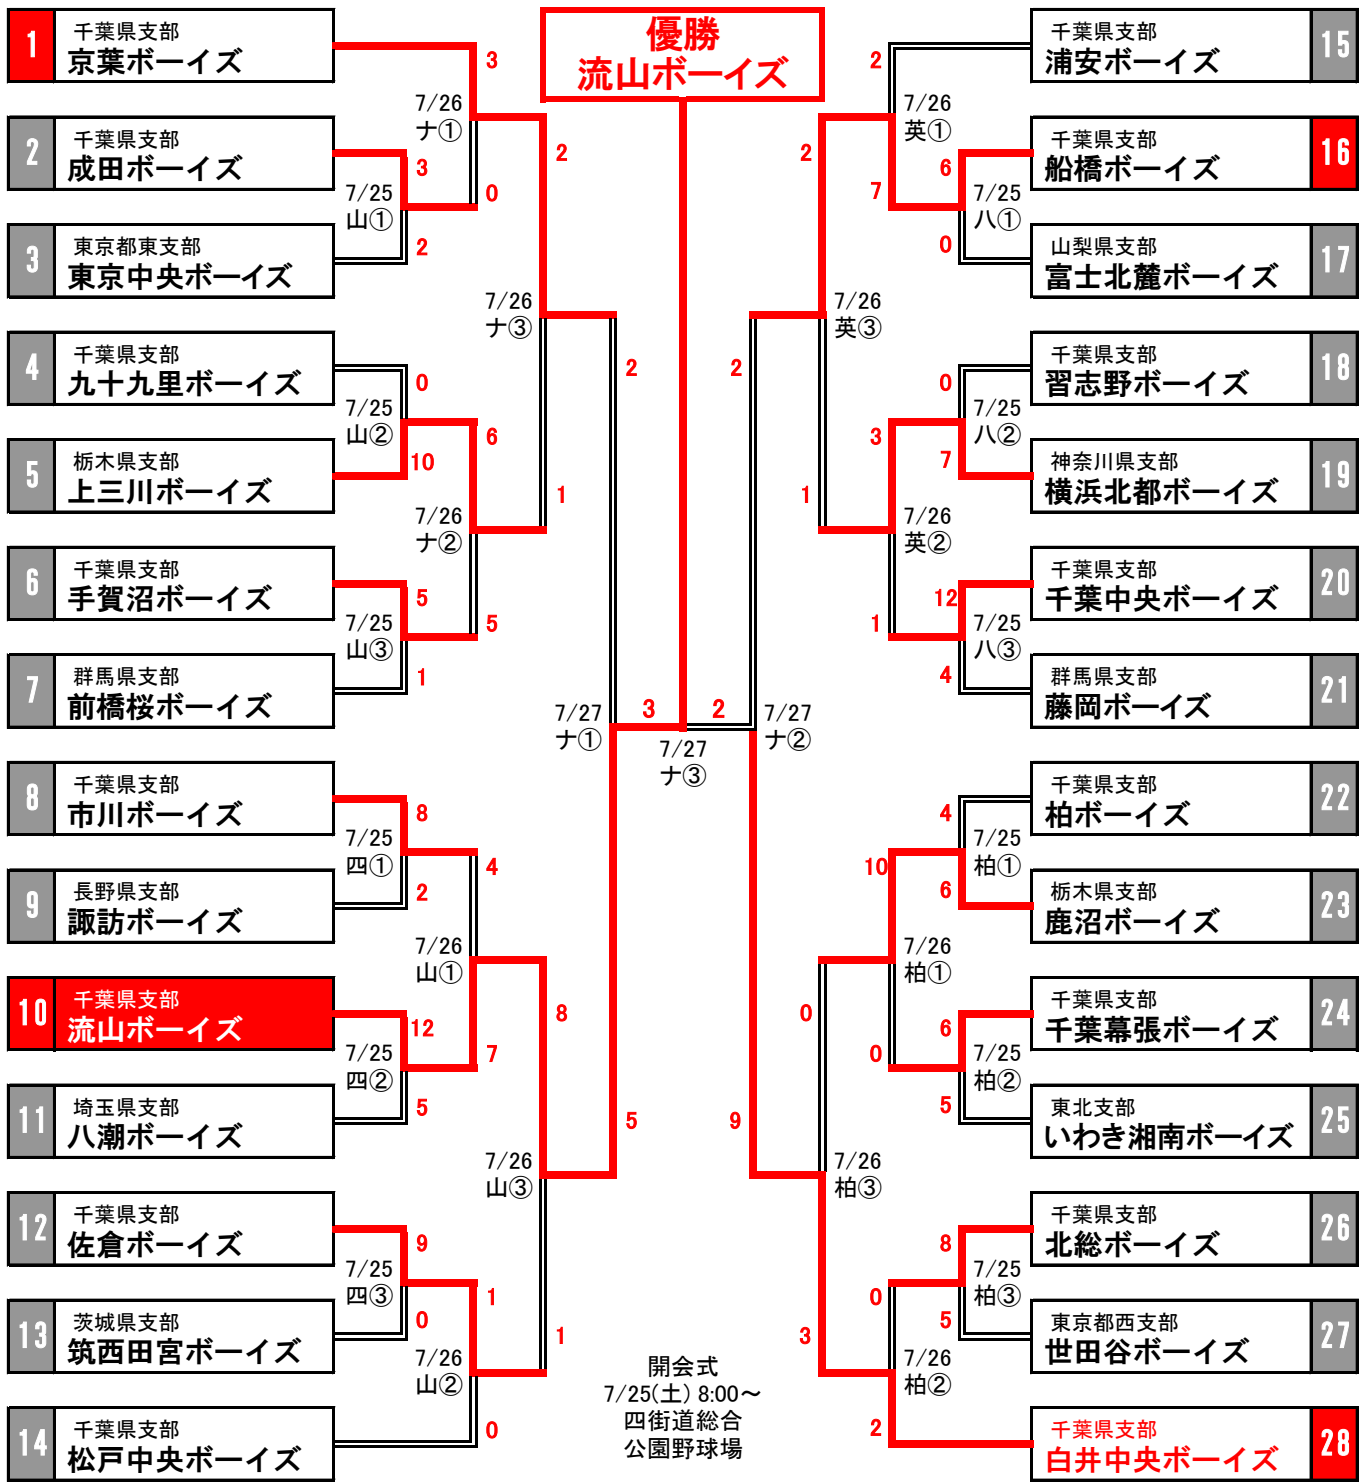 優勝
流山ボーイズ
1
千葉県支部
京葉ボーイズ
2
千葉県支部
成田ボーイズ
3
東京都東支部
東京中央ボーイズ
4
千葉県支部
九十九里ボーイズ
5
栃木県支部
上三川ボーイズ
6
千葉県支部
手賀沼ボーイズ
7
群馬県支部
前橋桜ボーイズ
8
千葉県支部
市川ボーイズ
9
長野県支部
諏訪ボーイズ
10
千葉県支部
流山ボーイズ
11
埼玉県支部
八潮ボーイズ
12
千葉県支部
佐倉ボーイズ
13
茨城県支部
筑西田宮ボーイズ
14
千葉県支部
松戸中央ボーイズ
3
7/25
山①
2
0
7/25
山②
10
5
7/25
山③
1
8
7/25
四①
2
12
7/25
四②
5
9
7/25
四③
0
3
7/26
ナ①
0
6
7/26
ナ②
5
4
7/26
山①
7
1
7/26
山②
0
2
7/26
ナ③
1
8
7/26
山③
1
2
7/27
ナ①
5
3
2
7/27
ナ③
2
7/27
ナ②
9
2
7/26
英③
1
0
7/26
柏③
3
2
7/26
英①
7
3
7/26
英②
1
10
7/26
柏①
0
0
7/26
柏②
2
6
7/25
八①
0
0
7/25
八②
7
12
7/25
八③
4
4
7/25
柏①
6
6
7/25
柏②
5
8
7/25
柏③
5
千葉県支部
浦安ボーイズ
15
千葉県支部
船橋ボーイズ
16
山梨県支部
富士北麓ボーイズ
17
千葉県支部
習志野ボーイズ
18
神奈川県支部
横浜北都ボーイズ
19
千葉県支部
千葉中央ボーイズ
20
群馬県支部
藤岡ボーイズ
21
千葉県支部
柏ボーイズ
22
栃木県支部
鹿沼ボーイズ
23
千葉県支部
千葉幕張ボーイズ
24
東北支部
いわき湘南ボーイズ
25
千葉県支部
北総ボーイズ
26
東京都西支部
世田谷ボーイズ
27
千葉県支部
白井中央ボーイズ
28
開会式
7/25(土) 8:00～
四街道総合
公園野球場